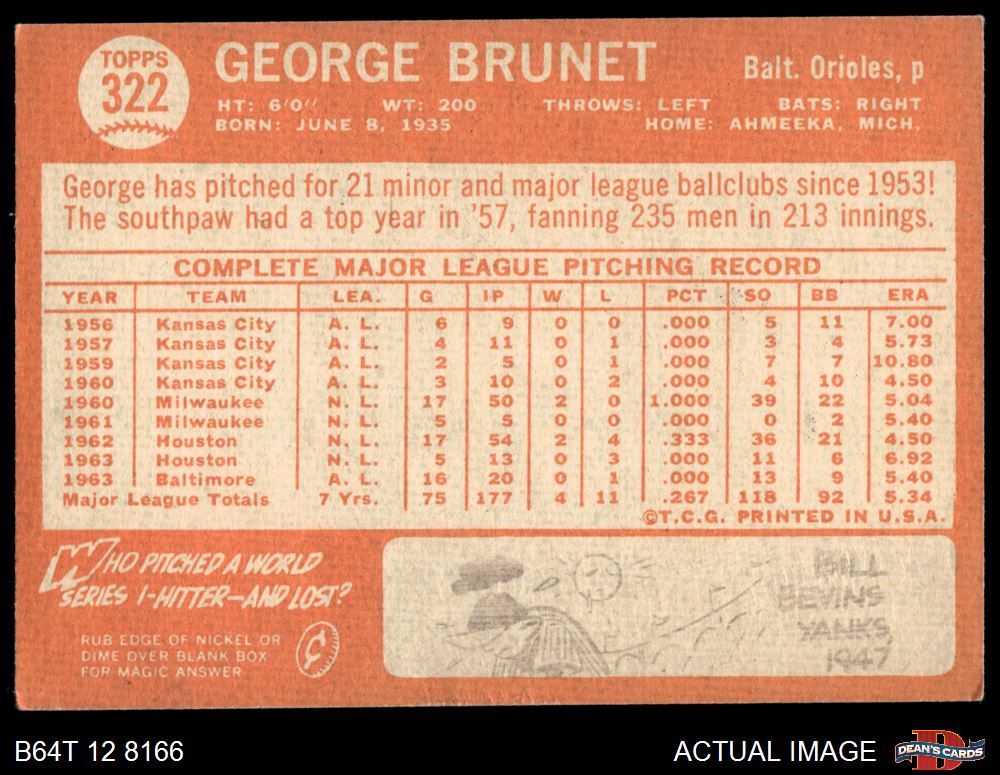 TOPPS
322
GEORGE BRUNET
Balt. Orioles, p
HT: 6'0" WT: 200 THROWS: LEFT BATS: RIGHT
BORN: JUNE 8, 1935 HOME: AHMEEKA, MICH.
George has pitched for 21 minor and major league ballclubs since 1953!
The southpaw had a top year in '57, fanning 235 men in 213 innings.
COMPLETE MAJOR LEAGUE PITCHING RECORD
YEAR TEAM LEA. G IP W L PCT SO BB ERA
1956 Kansas City A. L. 6 9 0 0 .000 5 11 7.00
1957 Kansas City A. L. 4 11 0 1 .000 3 4 5.73
1959 Kansas City A. L. 2 5 0 1 .000 7 7 10.80
1960 Kansas City A. L. 3 10 0 2 .000 4 10 4.50
1960 Milwaukee N. L. 17 50 2 0 1.000 39 22 5.04
1961 Milwaukee N. L. 5 5 0 0 .000 0 2 5.40
1962 Houston N. L. 17 54 2 4 .333 36 21 4.50
1963 Houston N. L. 5 13 0 3 .000 11 6 6.92
1963 Baltimore A. L. 16 20 0 1 .000 13 9 5.40
Major League Totals 7 Yrs. 75 177 4 11 .267 118 92 5.34
©T.C.G. PRINTED IN U.S.A.
WHO PITCHED A WORLD
SERIES 1-HITTER—AND LOST?
RUB EDGE OF NICKEL OR
DIME OVER BLANK BOX
FOR MAGIC ANSWER
¢
BILL
BEVINS
YANKS,
1947
B64T 12 8166
ACTUAL IMAGE
DEAN'S CARDS